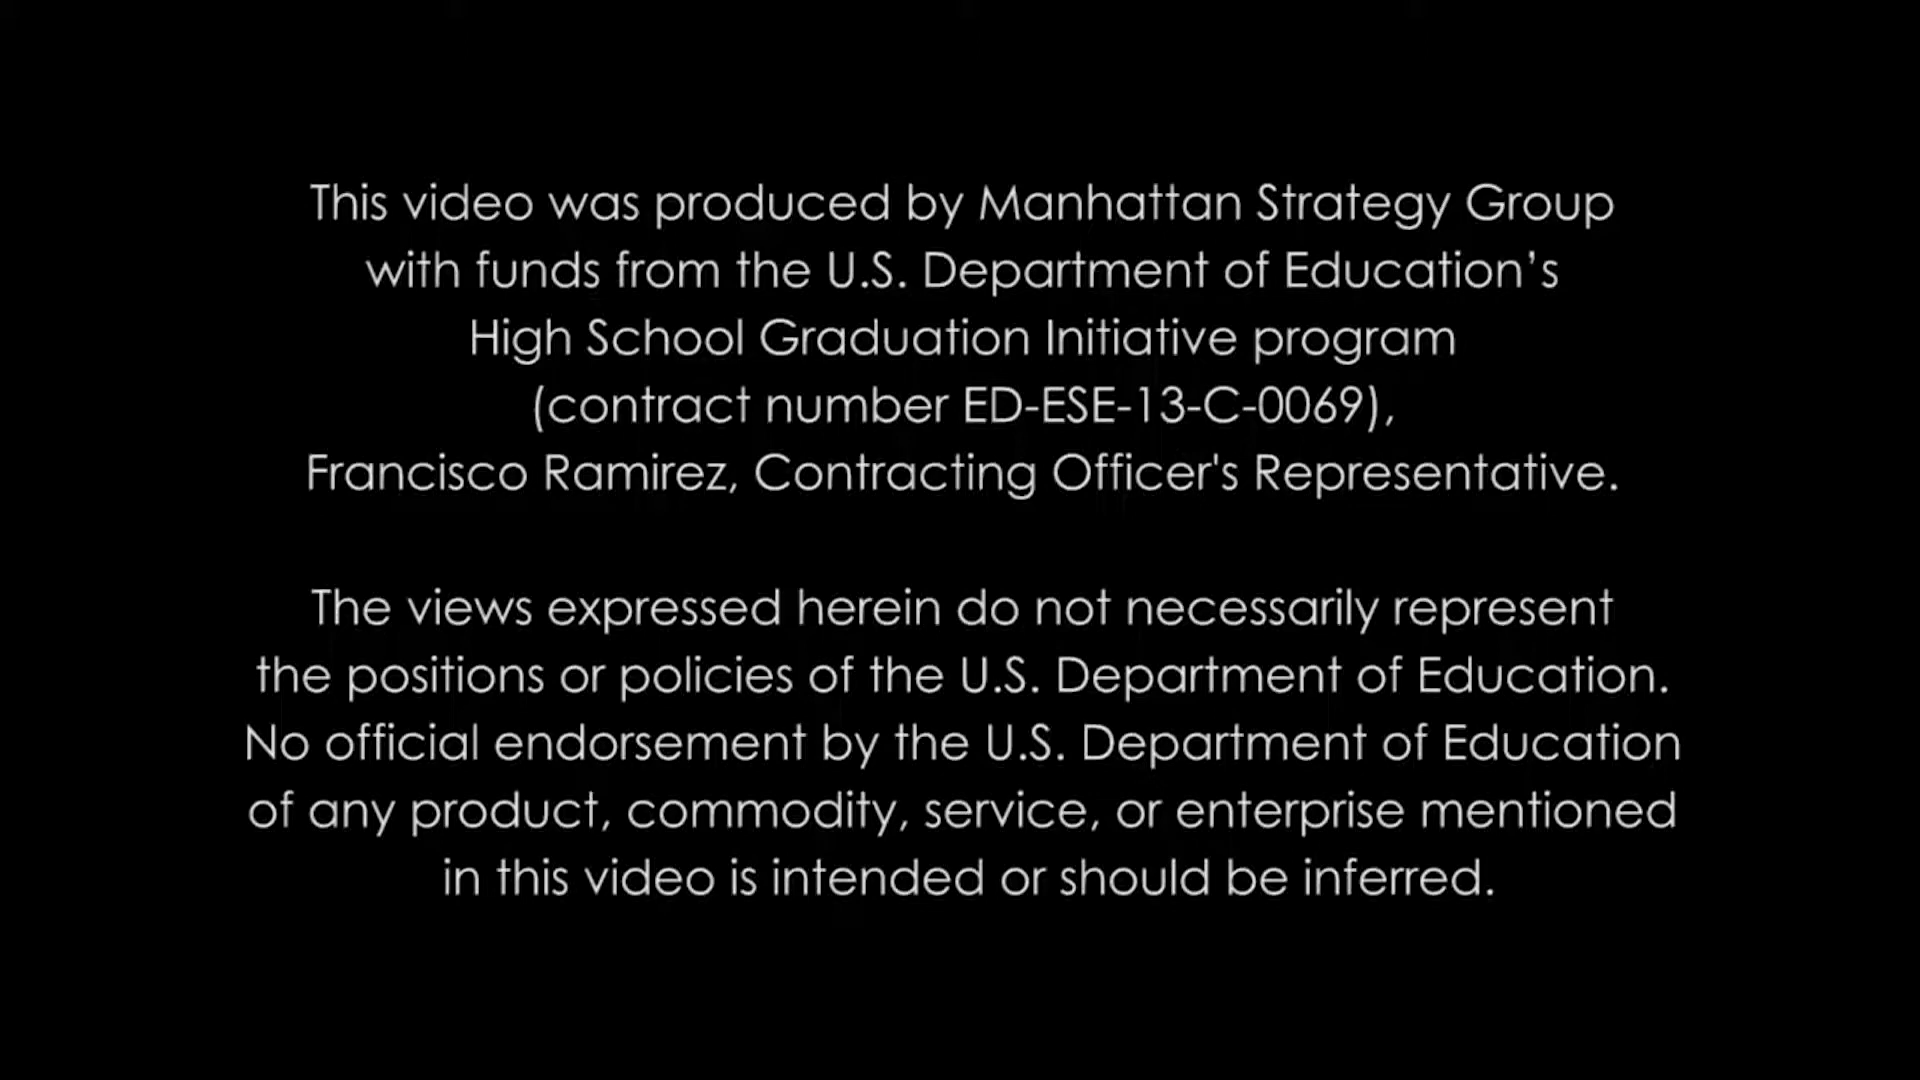 This video was produced by Manhattan Strategy Group
with funds from the U.S. Department of Education’s
High School Graduation Initiative program
(contract number ED-ESE-13-C-0069),
Francisco Ramirez, Contracting Officer's Representative.
The views expressed herein do not necessarily represent
the positions or policies of the U.S. Department of Education.
No official endorsement by the U.S. Department of Education
of any product, commodity, service, or enterprise mentioned
in this video is intended or should be inferred.